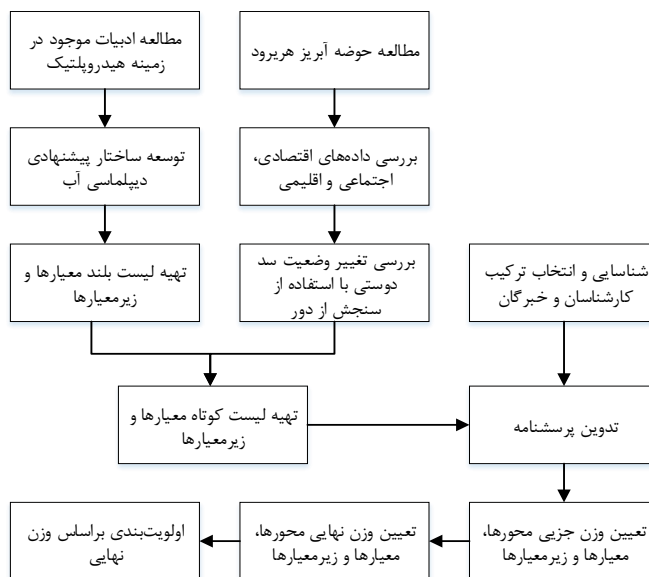 مطالعه ادبیات موجود در
زمینه هیدروپلتیک
مطالعه حوضه آبریز هریرود
توسعه ساختار پیشنهادی
دیپلماسی آب
بررسی داده‌های اقتصادی،
اجتماعی و اقلیمی
تهیه لیست بلند معیارها و
زیرمعیارها
بررسی تغییر وضعیت سد
دوستی با استفاده از
سنجش از دور
شناسایی و انتخاب ترکیب
کارشناسان و خبرگان
تهیه لیست کوتاه معیارها و
زیرمعیارها
تدوین پرسشنامه
تعیین وزن جزیی محورها،
معیارها و زیرمعیارها
تعیین وزن نهایی محورها،
معیارها و زیرمعیارها
اولویت‌بندی براساس وزن
نهایی